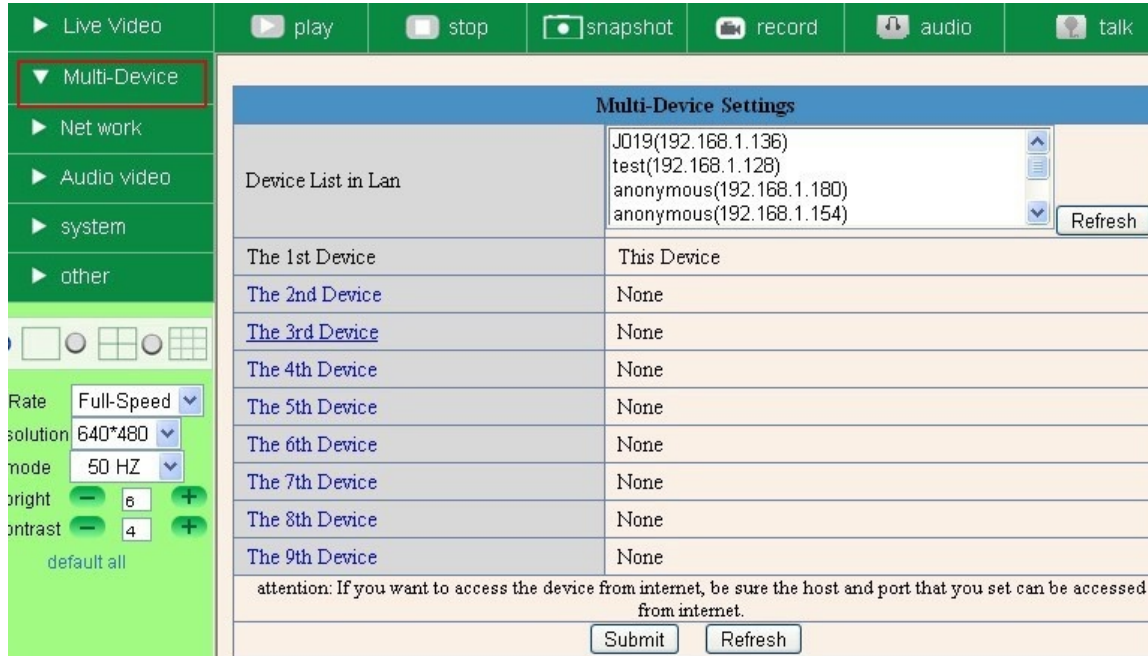 Live Video
play
stop
snapshot
record
audio
talk
Multi-Device
Net work
Audio video
system
other
Rate Full-Speed
solution 640*480
mode 50 HZ
bright 6
ontrast 4
default all
Multi-Device Settings
Device List in Lan
J019(192.168.1.136)
test(192.168.1.128)
anonymous(192.168.1.180)
anonymous(192.168.1.154)
Refresh
The 1st Device This Device
The 2nd Device None
The 3rd Device None
The 4th Device None
The 5th Device None
The 6th Device None
The 7th Device None
The 8th Device None
The 9th Device None
attention: If you want to access the device from internet, be sure the host and port that you set can be accessed
from internet.
Submit Refresh